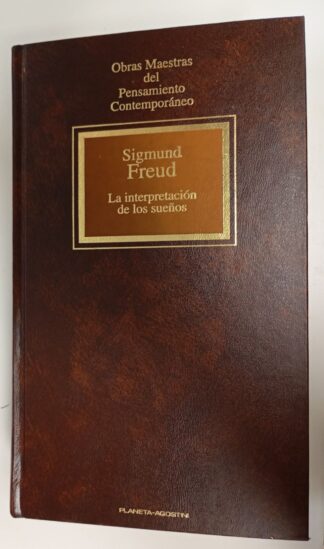 Obras Maestras
del
Pensamiento
Contemporáneo
Sigmund
Freud
La interpretación
de los sueños
PLANETA-AGOSTINI